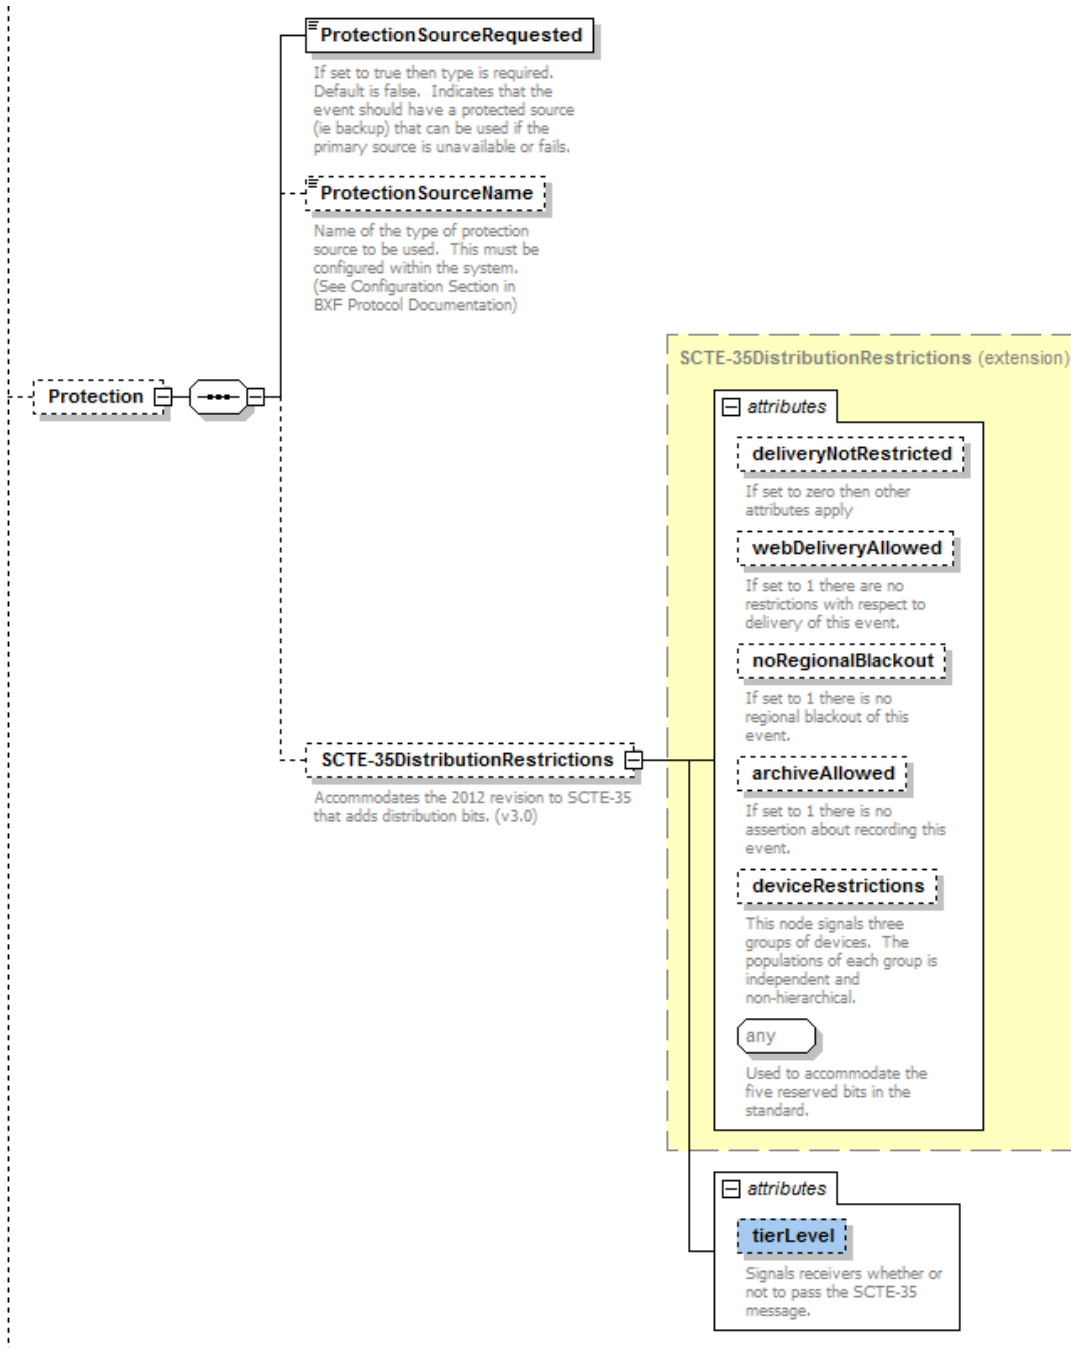 ProtectionSourceRequested
If set to true then type is required.
Default is false.  Indicates that the
event should have a protected source
(ie backup) that can be used if the
primary source is unavailable or fails.
ProtectionSourceName
Name of the type of protection
source to be used.  This must be
configured within the system.
(See Configuration Section in
BXF Protocol Documentation)
Protection
SCTE-35DistributionRestrictions (extension)
attributes
deliveryNotRestricted
If set to zero then other
attributes apply
webDeliveryAllowed
If set to 1 there are no
restrictions with respect to
delivery of this event.
noRegionalBlackout
If set to 1 there is no
regional blackout of this
event.
SCTE-35DistributionRestrictions
Accommodates the 2012 revision to SCTE-35
that adds distribution bits. (v3.0)
archiveAllowed
If set to 1 there is no
assertion about recording this
event.
deviceRestrictions
This node signals three
groups of devices.  The
populations of each group is
independent and
non-hierarchical.
any
Used to accommodate the
five reserved bits in the
standard.
attributes
tierLevel
Signals receivers whether or
not to pass the SCTE-35
message.